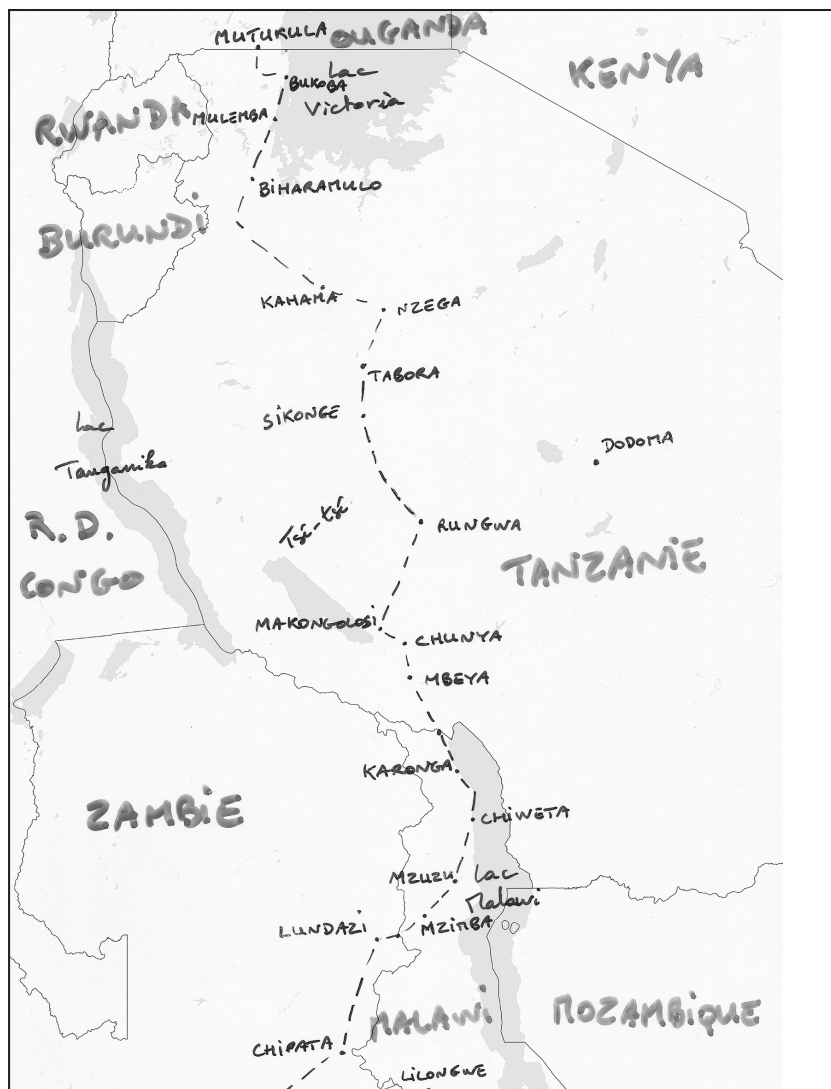 MUTUKULA
OUGANDA
KENYA
BUKOBA
Lac
Victoria
RWANDA
MULEMBA
BIHARAMULO
BURUNDI
KAHAMA
NZEGA
TABORA
SIKONGE
DODOMA
Lac
Tanganika
R.D.
CONGO
RUNGWA
TANZANIE
MAKONGOLOSI
CHUNYA
MBEYA
KARONGA
ZAMBIE
CHIWETA
MZUZU
Lac
Malawi
MZIMBA
LUNDAZI
MALAWI
MOZAMBIQUE
CHIPATA
LILONGWE